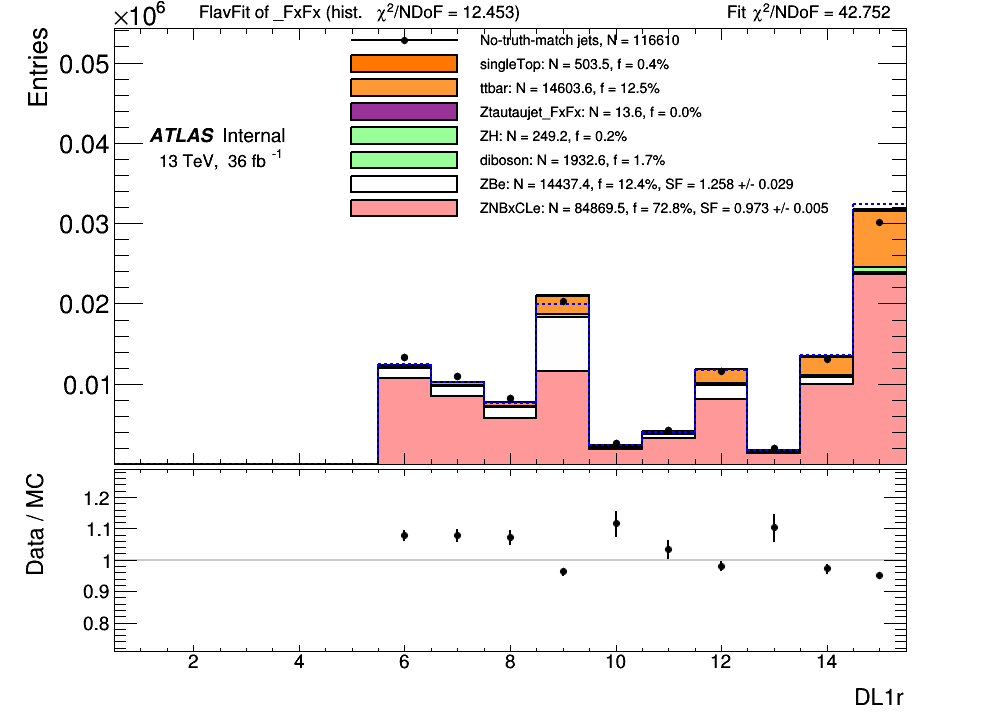 ×10⁶ FlavFit of _FxFx (hist. χ²/NDoF = 12.453) Fit χ²/NDoF = 42.752
Entries
0.05
0.04
0.03
0.02
0.01
ATLAS Internal
13 TeV, 36 fb⁻¹
No-truth-match jets, N = 116610
singleTop: N = 503.5, f = 0.4%
ttbar: N = 14603.6, f = 12.5%
Ztautaujet_FxFx: N = 13.6, f = 0.0%
ZH: N = 249.2, f = 0.2%
diboson: N = 1932.6, f = 1.7%
ZBe: N = 14437.4, f = 12.4%, SF = 1.258 +/- 0.029
ZNBxCLe: N = 84869.5, f = 72.8%, SF = 0.973 +/- 0.005
Data / MC
1.2
1.1
1
0.9
0.8
2 4 6 8 10 12 14
DL1r